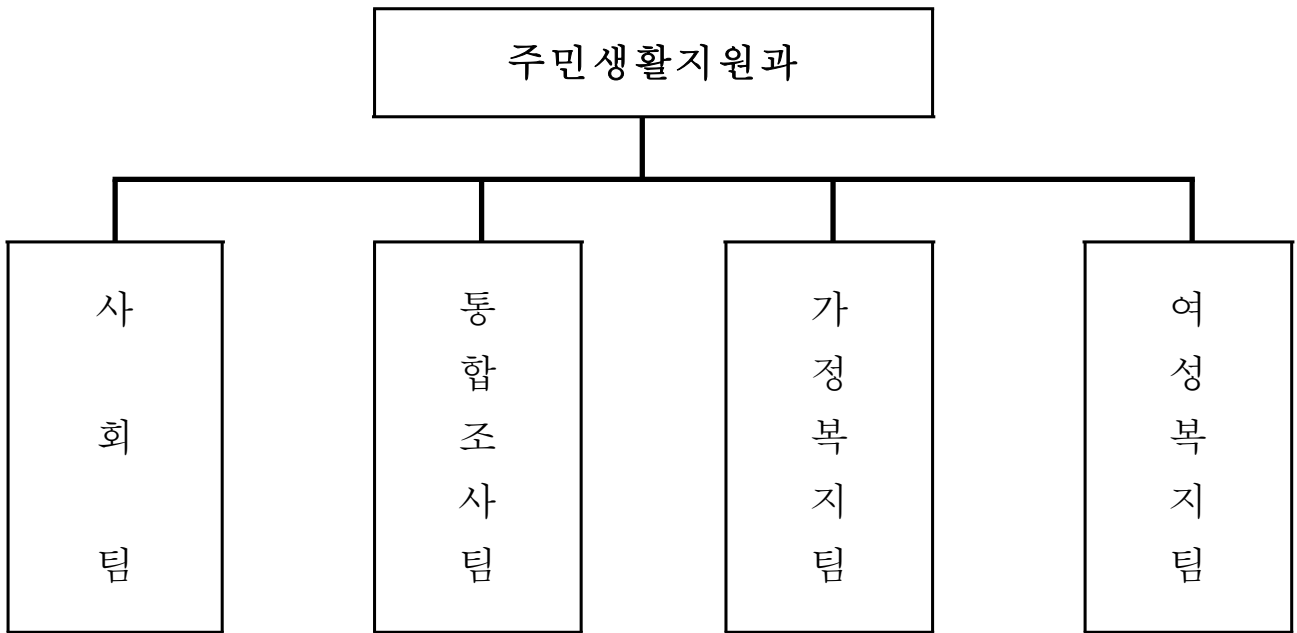 주민생활지원과
사회팀
통합조사팀
가정복지팀
여성복지팀